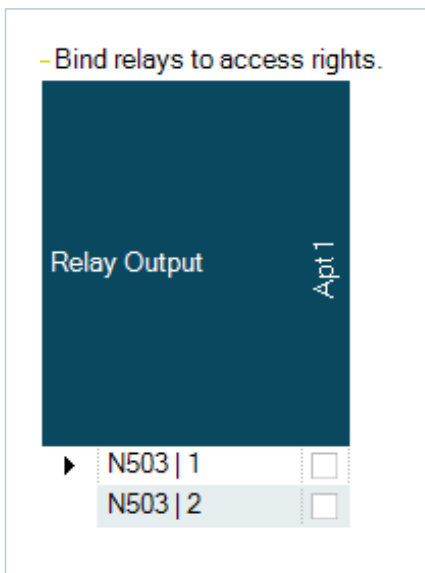 Bind relays to access rights.
Relay Output
Apt 1
N503 | 1
N503 | 2